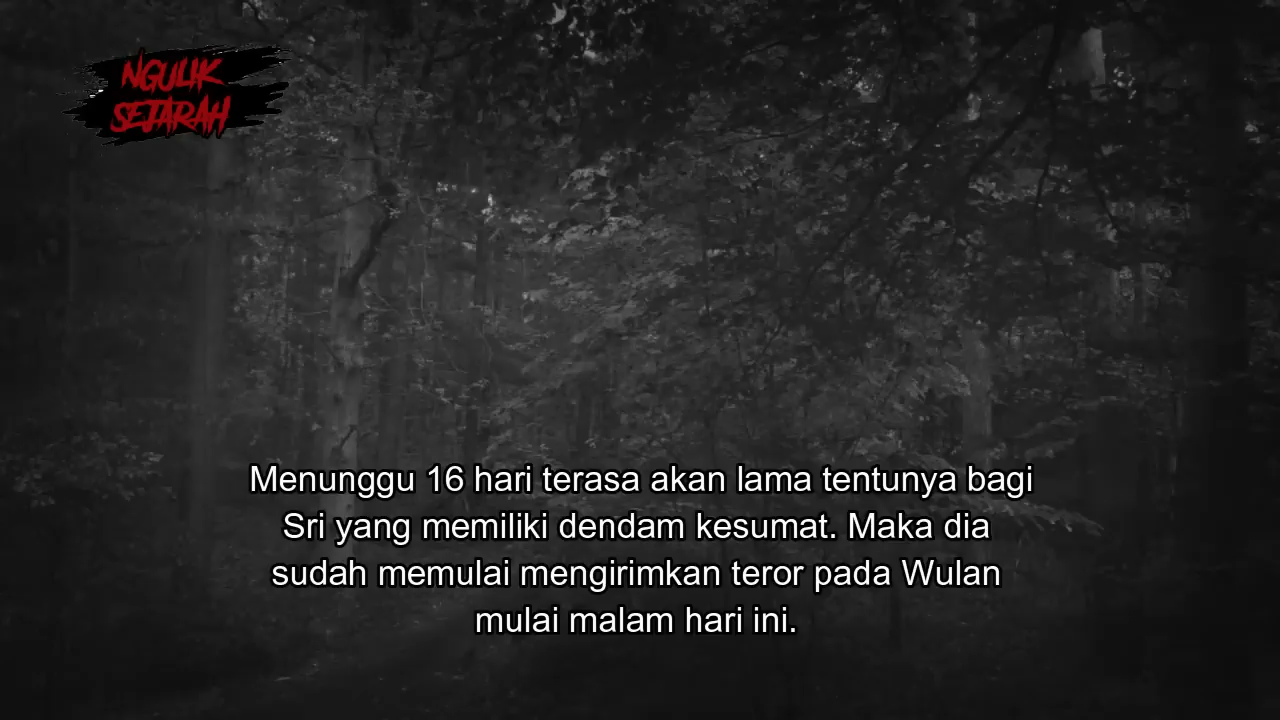 NGULIK
SEJARAH
Menunggu 16 hari terasa akan lama tentunya bagi
Sri yang memiliki dendam kesumat. Maka dia
sudah memulai mengirimkan teror pada Wulan
mulai malam hari ini.